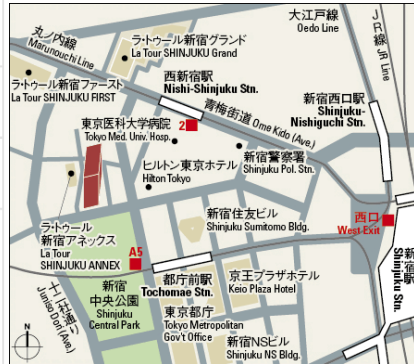 大江戸線
Oedo Line
JR線 JR Line
丸ノ内線
Marunouchi Line
ラ・トゥール新宿グランド
La Tour SHINJUKU Grand
西新宿駅
Nishi-Shinjuku Stn.
ラ・トゥール新宿ファースト
La Tour SHINJUKU FIRST
青梅街道 Ome Kido (Ave.)
新宿西口駅
Shinjuku-
Nishiguchi Stn.
東京医科大学病院
Tokyo Med. Univ. Hosp.
2
ヒルトン東京ホテル
Hilton Tokyo
新宿警察署
Shinjuku Pol. Stn.
ラ・トゥール
新宿アネックス
La Tour
SHINJUKU ANNEX
A5
新宿住友ビル
Shinjuku Sumitomo Bldg.
西口
West Exit
新宿駅
Shinjuku Stn.
都庁前駅
Tochomae Stn.
京王プラザホテル
Keio Plaza Hotel
十二社通り
Juniso Dori (Ave.)
新宿
中央公園
Shinjuku
Central Park
東京都庁
Tokyo Metropolitan
Gov't Office
新宿NSビル
Shinjuku NS Bldg.
N